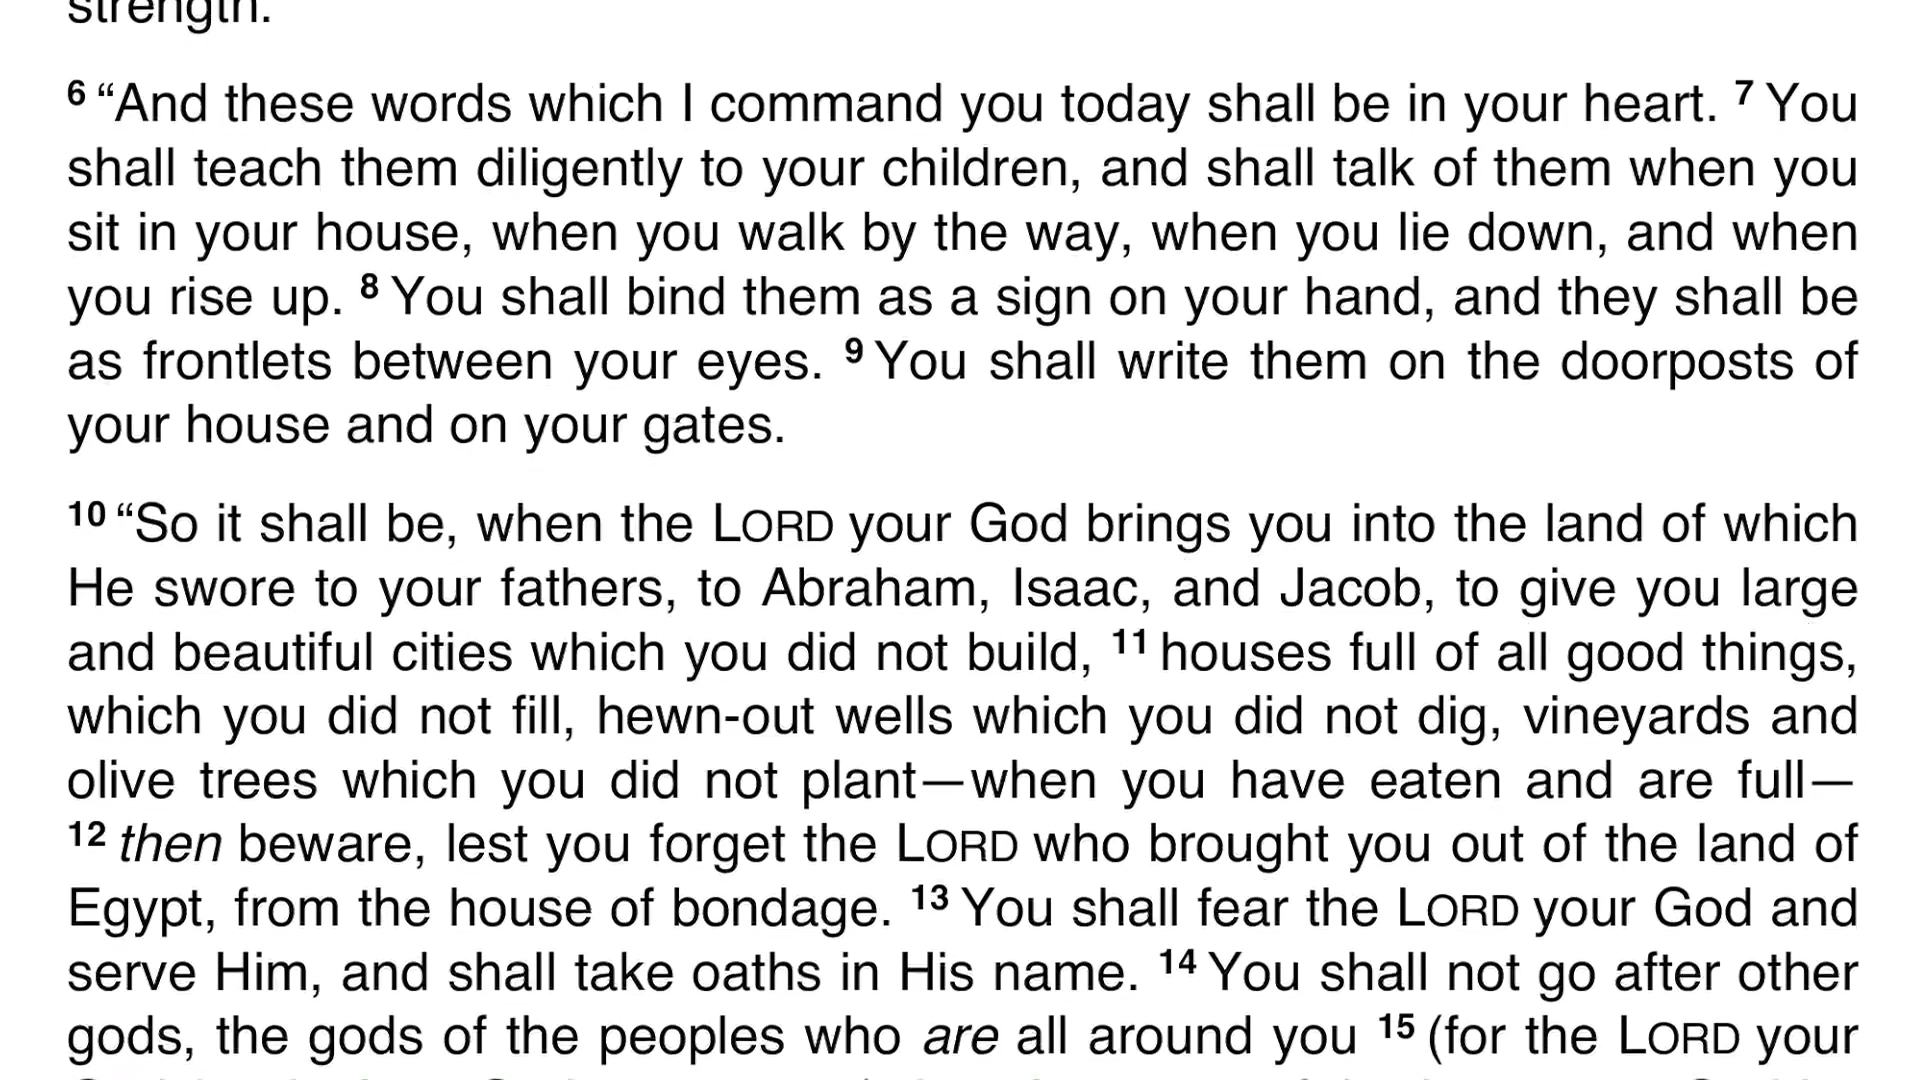 strength.
6 “And these words which I command you today shall be in your heart. 7 You
shall teach them diligently to your children, and shall talk of them when you
sit in your house, when you walk by the way, when you lie down, and when
you rise up. 8 You shall bind them as a sign on your hand, and they shall be
as frontlets between your eyes. 9 You shall write them on the doorposts of
your house and on your gates.
10 “So it shall be, when the LORD your God brings you into the land of which
He swore to your fathers, to Abraham, Isaac, and Jacob, to give you large
and beautiful cities which you did not build, 11 houses full of all good things,
which you did not fill, hewn-out wells which you did not dig, vineyards and
olive trees which you did not plant—when you have eaten and are full—
12 then beware, lest you forget the LORD who brought you out of the land of
Egypt, from the house of bondage. 13 You shall fear the LORD your God and
serve Him, and shall take oaths in His name. 14 You shall not go after other
gods, the gods of the peoples who are all around you 15 (for the LORD your